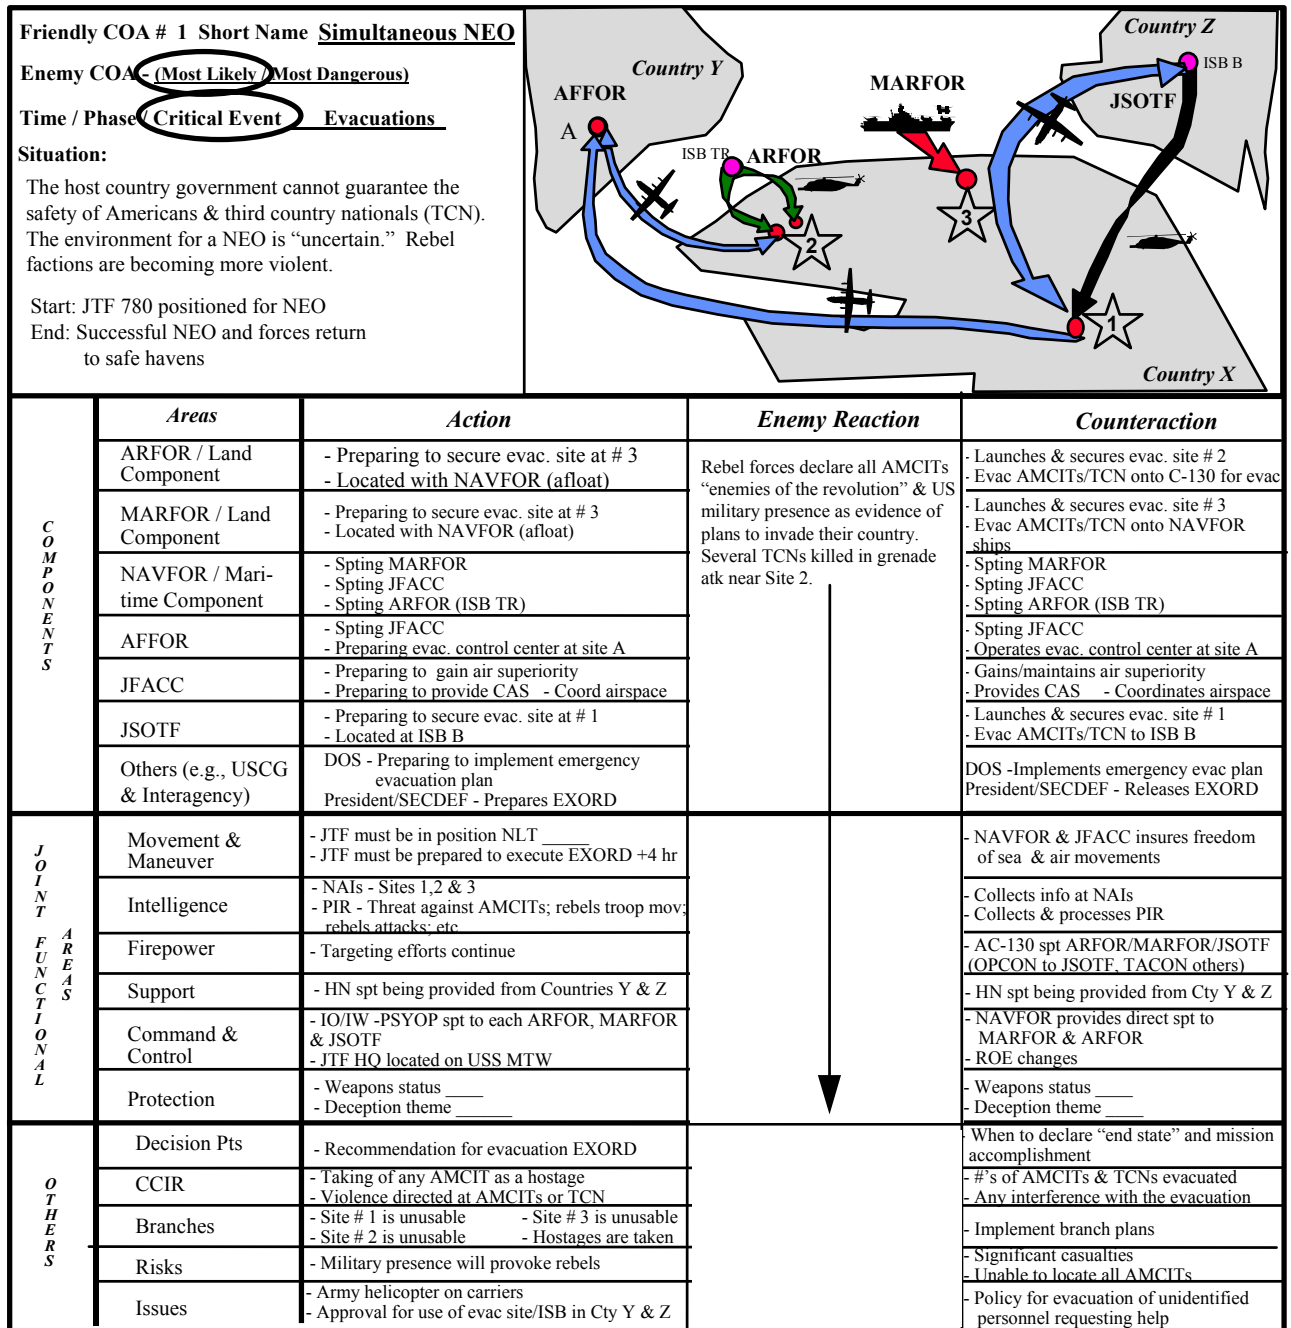 Friendly COA # 1 Short Name Simultaneous NEO
Enemy COA - (Most Likely / Most Dangerous)
Time / Phase / Critical Event Evacuations
Situation:
The host country government cannot guarantee the
safety of Americans & third country nationals (TCN).
The environment for a NEO is “uncertain.” Rebel
factions are becoming more violent.
Start: JTF 780 positioned for NEO
End: Successful NEO and forces return
to safe havens
Country Z
Country Y
ISB B
MARFOR
AFFOR
JSOTF
A
ISB TR
ARFOR
3
2
1
Country X
Areas
Action
Enemy Reaction
Counteraction
COMPONENTS
ARFOR / Land
Component
- Preparing to secure evac. site at # 3
- Located with NAVFOR (afloat)
Rebel forces declare all AMCITs
“enemies of the revolution” & US
military presence as evidence of
plans to invade their country.
Several TCNs killed in grenade
atk near Site 2.
- Launches & secures evac. site # 2
- Evac AMCITs/TCN onto C-130 for evac
MARFOR / Land
Component
- Preparing to secure evac. site at # 3
- Located with NAVFOR (afloat)
- Launches & secures evac. site # 3
- Evac AMCITs/TCN onto NAVFOR
ships
NAVFOR / Mari-
time Component
- Spting MARFOR
- Spting JFACC
- Spting ARFOR (ISB TR)
- Spting MARFOR
- Spting JFACC
- Spting ARFOR (ISB TR)
AFFOR
- Spting JFACC
- Preparing evac. control center at site A
- Spting JFACC
- Operates evac. control center at site A
JFACC
- Preparing to gain air superiority
- Preparing to provide CAS - Coord airspace
- Gains/maintains air superiority
- Provides CAS - Coordinates airspace
JSOTF
- Preparing to secure evac. site at # 1
- Located at ISB B
- Launches & secures evac. site # 1
- Evac AMCITs/TCN to ISB B
Others (e.g., USCG
& Interagency)
DOS - Preparing to implement emergency
evacuation plan
President/SECDEF - Prepares EXORD
DOS -Implements emergency evac plan
President/SECDEF - Releases EXORD
JOINT FUNCTIONAL
AREAS
Movement &
Maneuver
- JTF must be in position NLT _____
- JTF must be prepared to execute EXORD +4 hr
- NAVFOR & JFACC insures freedom
of sea & air movements
Intelligence
- NAIs - Sites 1,2 & 3
- PIR - Threat against AMCITs; rebels troop mov;
rebels attacks; etc
- Collects info at NAIs
- Collects & processes PIR
Firepower
- Targeting efforts continue
- AC-130 spt ARFOR/MARFOR/JSOTF
(OPCON to JSOTF, TACON others)
Support
- HN spt being provided from Countries Y & Z
- HN spt being provided from Cty Y & Z
Command &
Control
- IO/IW -PSYOP spt to each ARFOR, MARFOR
& JSOTF
- JTF HQ located on USS MTW
- NAVFOR provides direct spt to
MARFOR & ARFOR
- ROE changes
Protection
- Weapons status ____
- Deception theme ______
- Weapons status ____
- Deception theme ____
OTHERS
Decision Pts
- Recommendation for evacuation EXORD
- When to declare “end state” and mission
accomplishment
CCIR
- Taking of any AMCIT as a hostage
- Violence directed at AMCITs or TCN
- #’s of AMCITs & TCNs evacuated
- Any interference with the evacuation
Branches
- Site # 1 is unusable - Site # 3 is unusable
- Site # 2 is unusable - Hostages are taken
- Implement branch plans
Risks
- Military presence will provoke rebels
- Significant casualties
- Unable to locate all AMCITs
Issues
- Army helicopter on carriers
- Approval for use of evac site/ISB in Cty Y & Z
- Policy for evacuation of unidentified
personnel requesting help